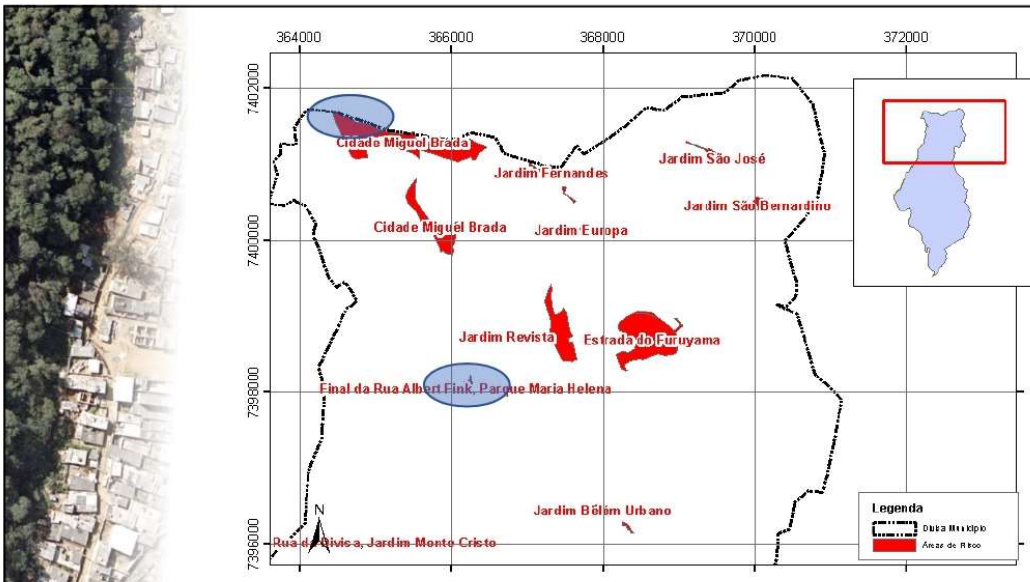 364000 366000 368000 370000 372000
7402000
Cidade Miguel Brada
Jardim São José
Jardim Fernandes
Jardim São Bernardino
Cidade Miguel Brada
Jardim Europa
7400000
Jardim Revista
Estrada do Furuyama
Final da Rua Albert Fink, Parque Maria Helena
7398000
Jardim Bélém Urbano
N
Rua da Divisa, Jardim Monte Cristo
7396000
Legenda
Divisa Município
Áreas de Risco